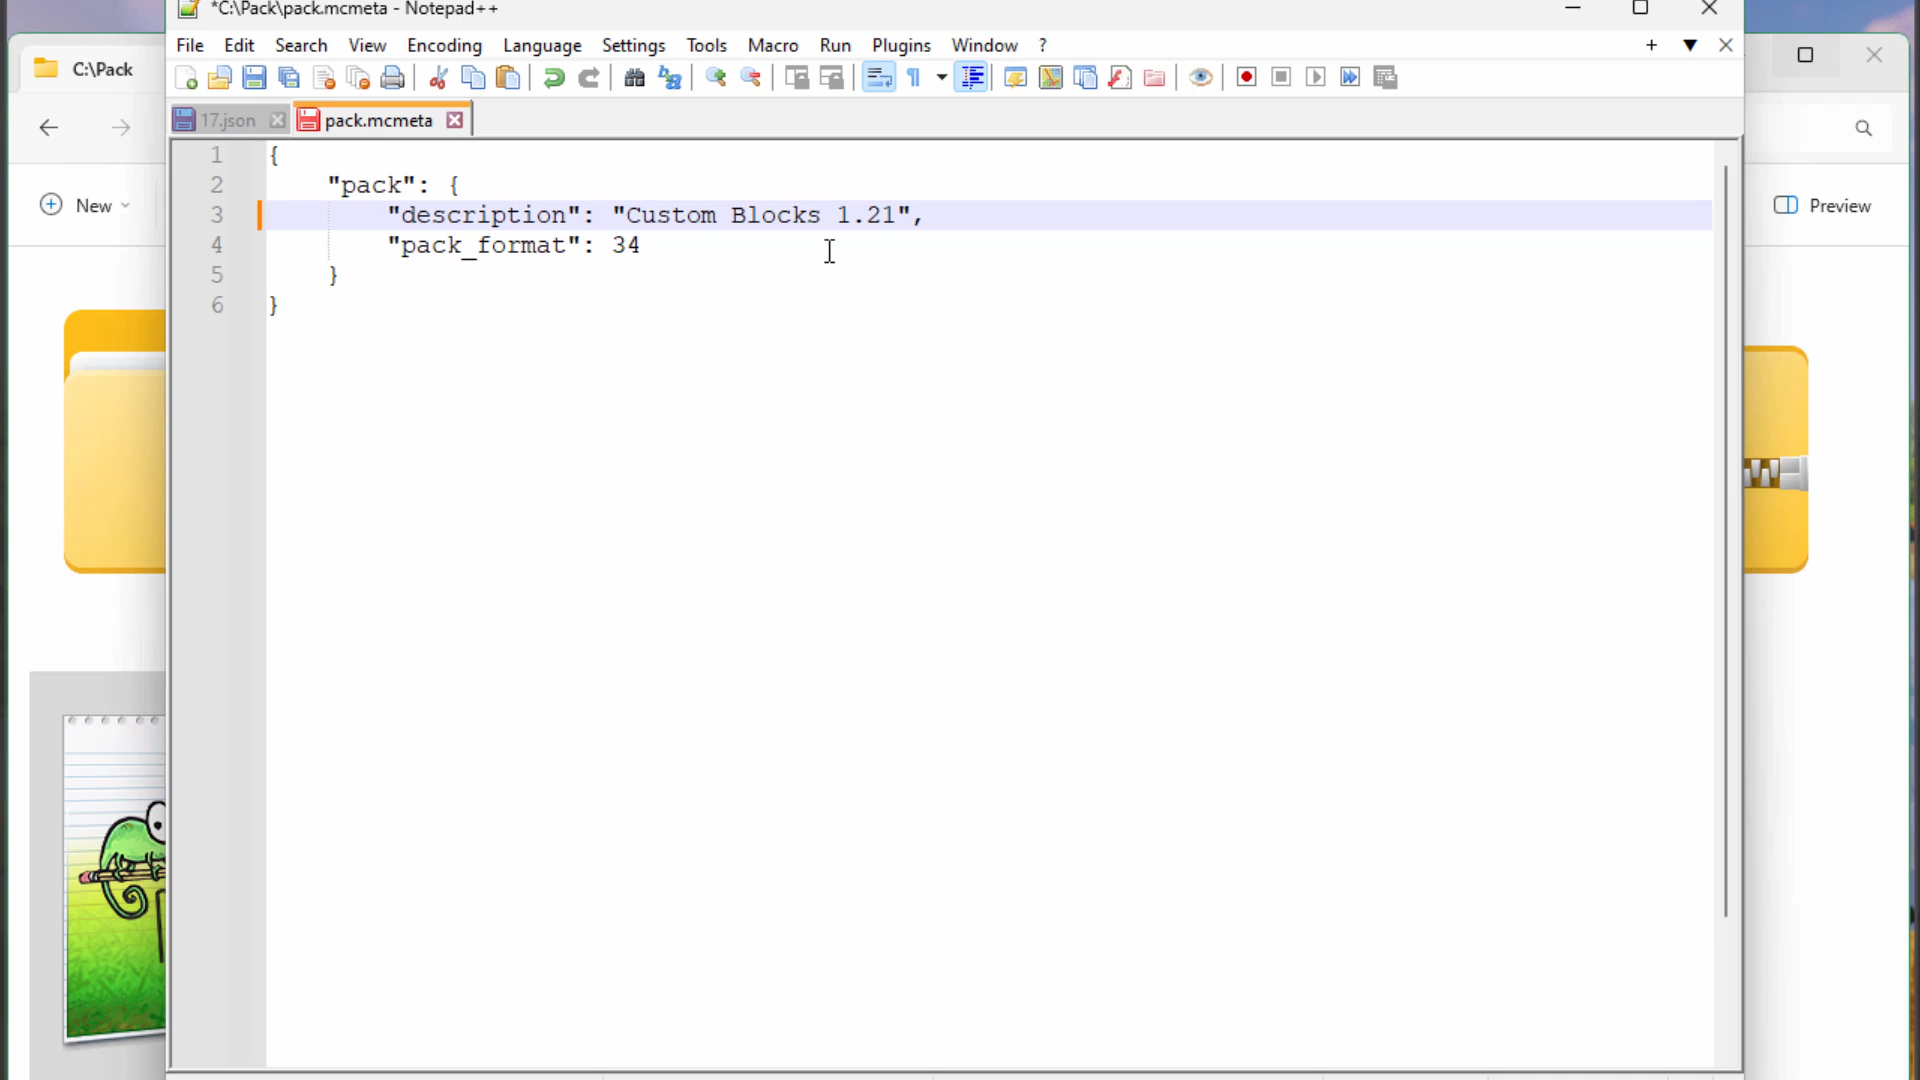 *C:\Pack\pack.mcmeta - Notepad++
File Edit Search View Encoding Language Settings Tools Macro Run Plugins Window ?
C:\Pack
17.json pack.mcmeta
1 {
2 "pack": {
3 "description": "Custom Blocks 1.21",
4 "pack_format": 34
5 }
6 }
New
Preview